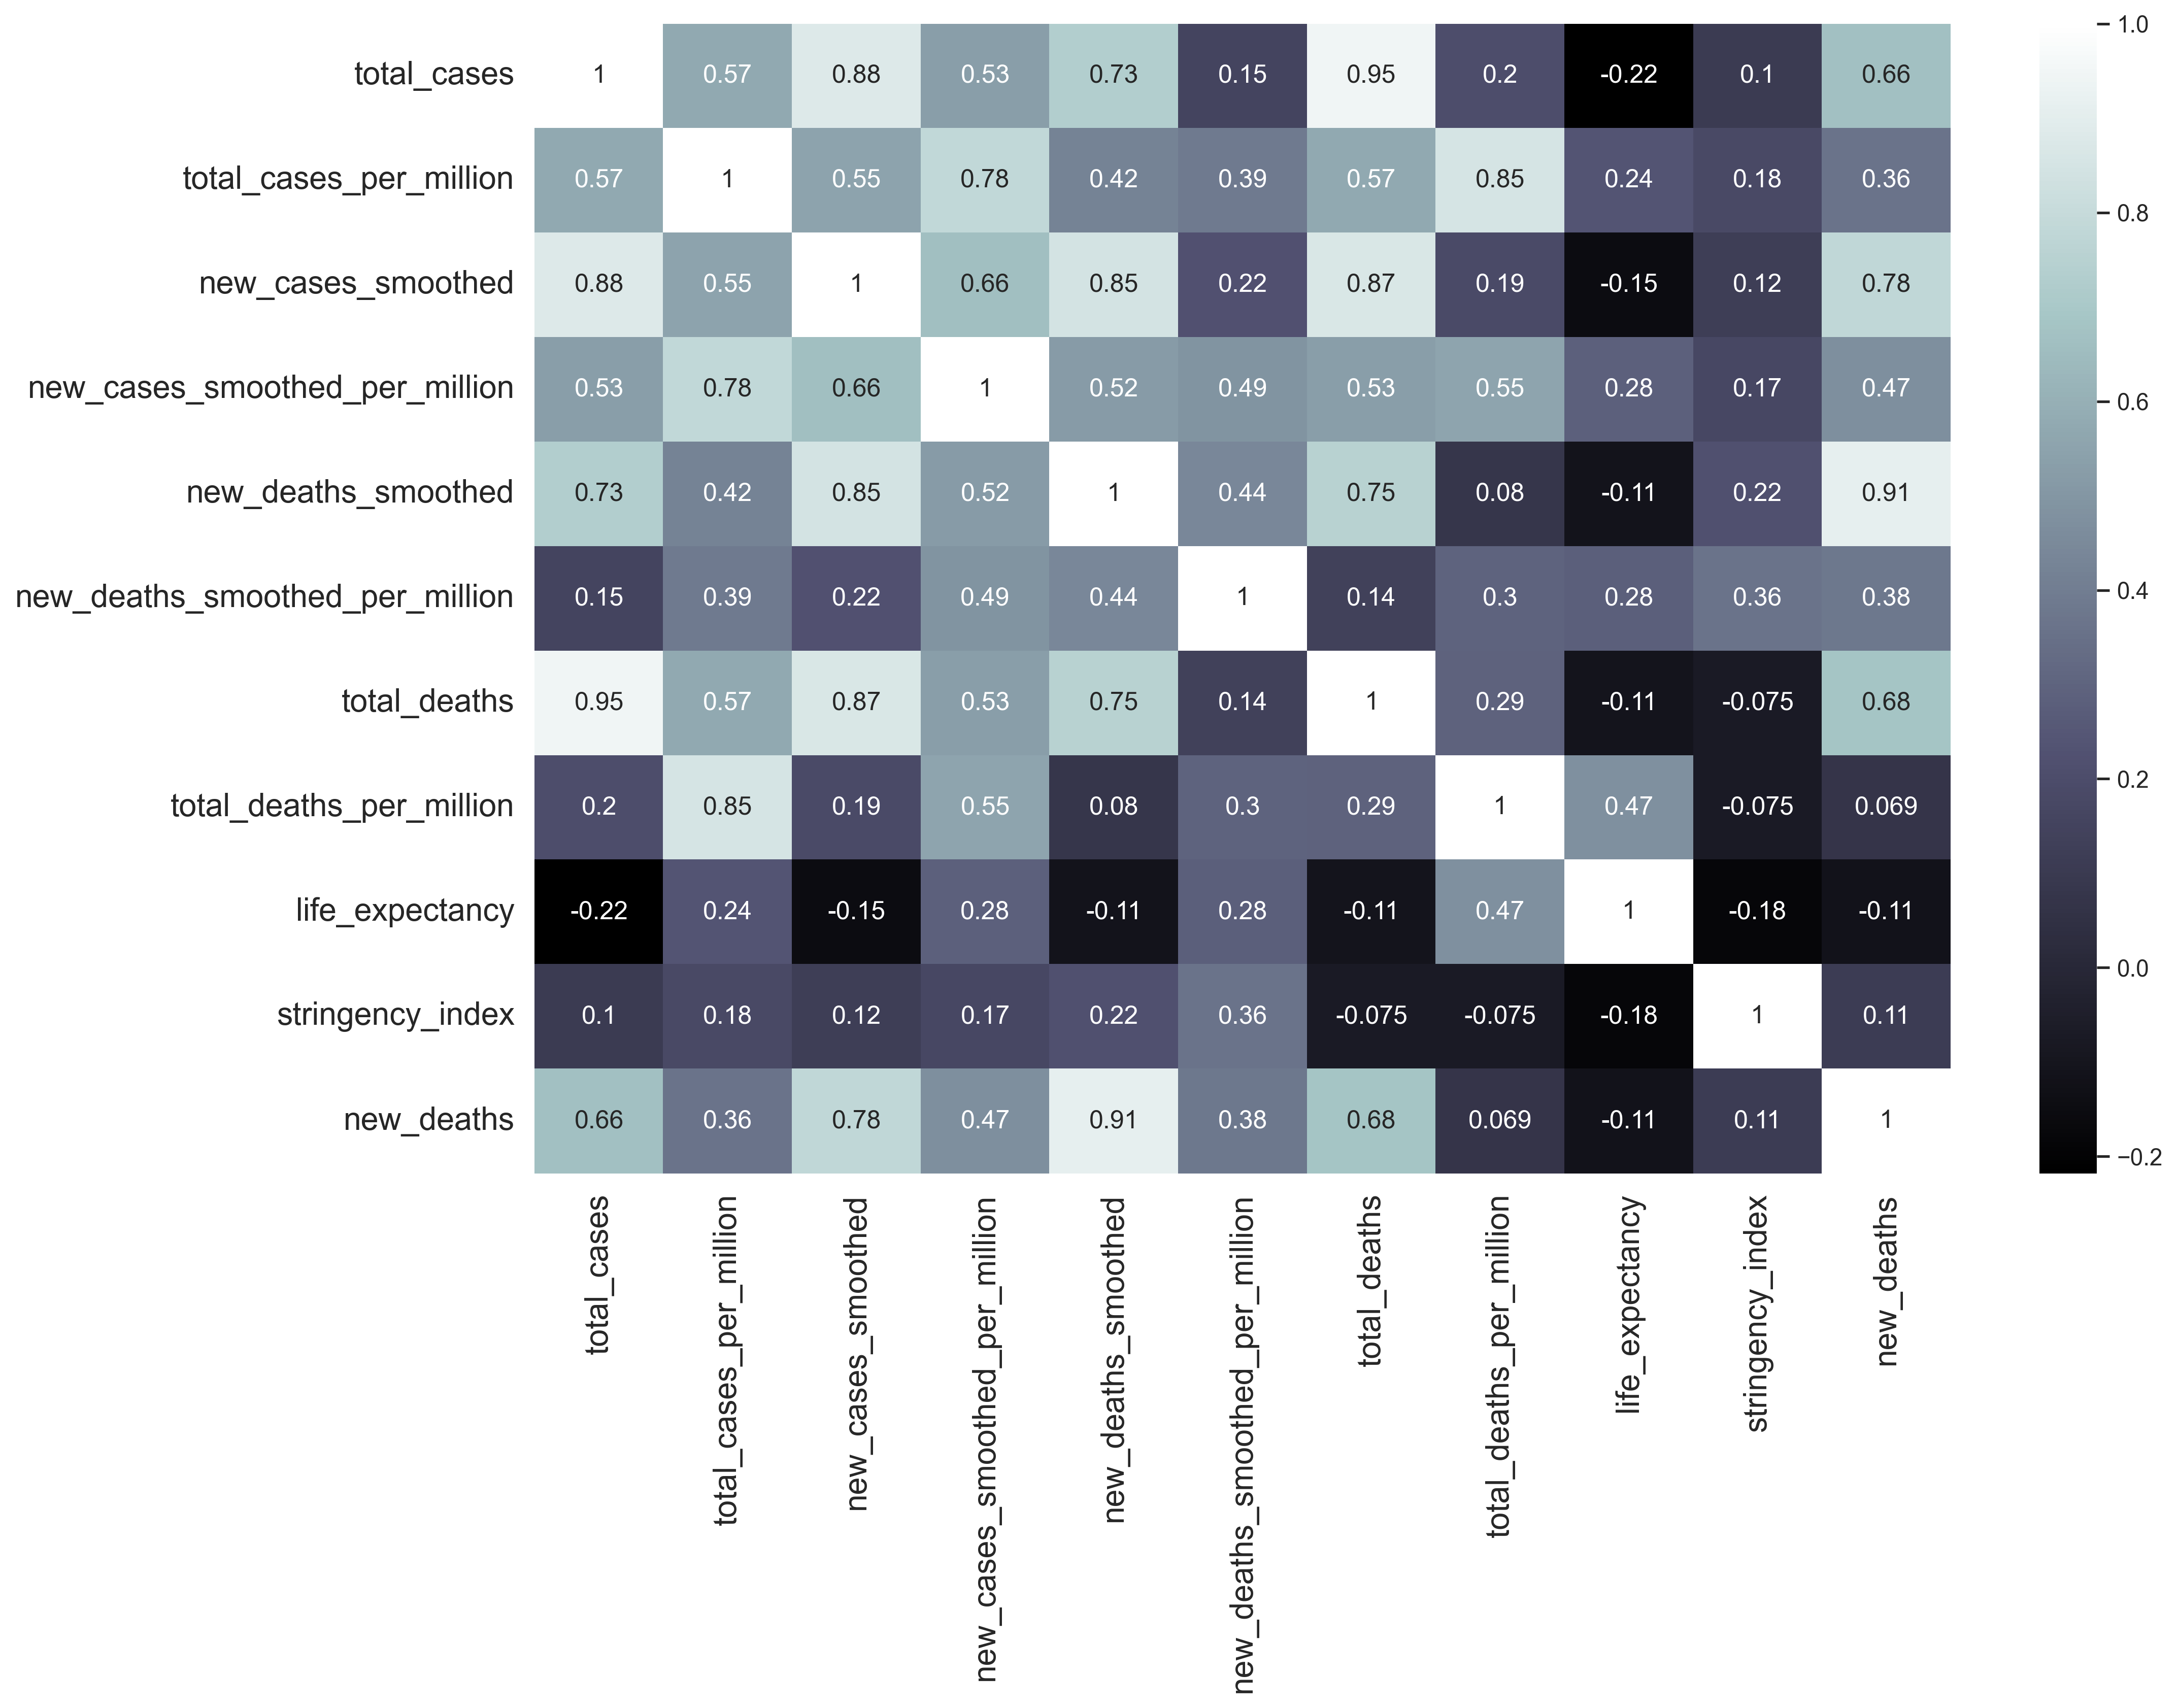 total_cases 1 0.57 0.88 0.53 0.73 0.15 0.95 0.2 -0.22 0.1 0.66
total_cases_per_million 0.57 1 0.55 0.78 0.42 0.39 0.57 0.85 0.24 0.18 0.36
new_cases_smoothed 0.88 0.55 1 0.66 0.85 0.22 0.87 0.19 -0.15 0.12 0.78
new_cases_smoothed_per_million 0.53 0.78 0.66 1 0.52 0.49 0.53 0.55 0.28 0.17 0.47
new_deaths_smoothed 0.73 0.42 0.85 0.52 1 0.44 0.75 0.08 -0.11 0.22 0.91
new_deaths_smoothed_per_million 0.15 0.39 0.22 0.49 0.44 1 0.14 0.3 0.28 0.36 0.38
total_deaths 0.95 0.57 0.87 0.53 0.75 0.14 1 0.29 -0.11 -0.075 0.68
total_deaths_per_million 0.2 0.85 0.19 0.55 0.08 0.3 0.29 1 0.47 -0.075 0.069
life_expectancy -0.22 0.24 -0.15 0.28 -0.11 0.28 -0.11 0.47 1 -0.18 -0.11
stringency_index 0.1 0.18 0.12 0.17 0.22 0.36 -0.075 -0.075 -0.18 1 0.11
new_deaths 0.66 0.36 0.78 0.47 0.91 0.38 0.68 0.069 -0.11 0.11 1
total_cases
total_cases_per_million
new_cases_smoothed
new_cases_smoothed_per_million
new_deaths_smoothed
new_deaths_smoothed_per_million
total_deaths
total_deaths_per_million
life_expectancy
stringency_index
new_deaths
1.0
0.8
0.6
0.4
0.2
0.0
−0.2